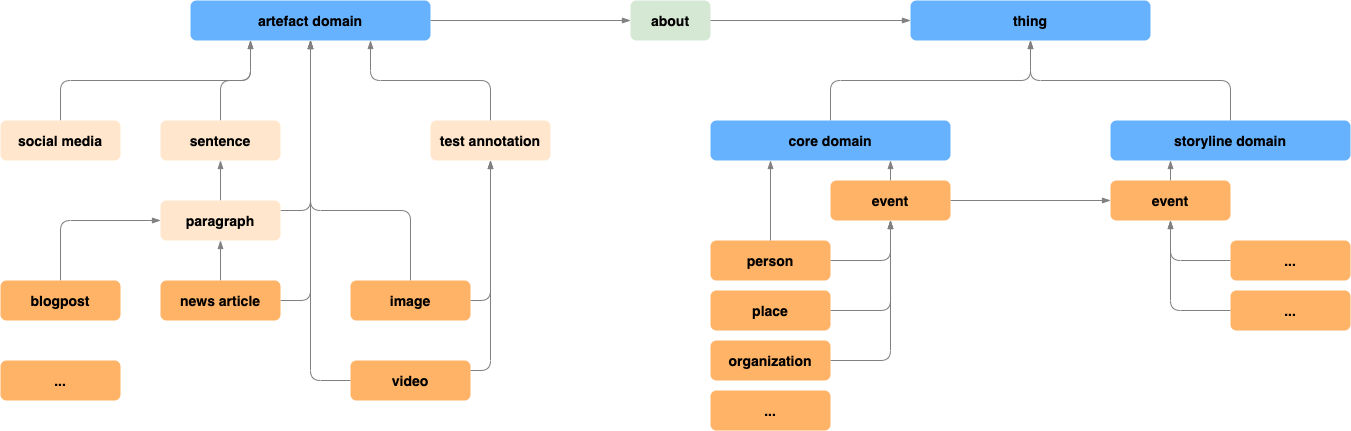 artefact domain
about
thing
social media
sentence
test annotation
core domain
storyline domain
paragraph
event
event
person
...
blogpost
news article
image
place
...
organization
...
video
...